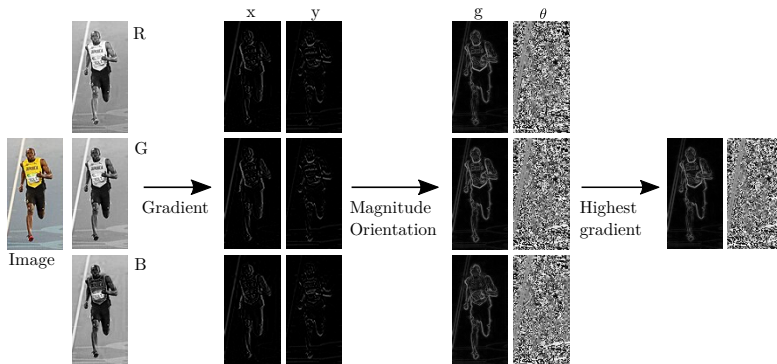 x y g θ
R
G
Gradient
Magnitude
Orientation
Highest
gradient
Image
B